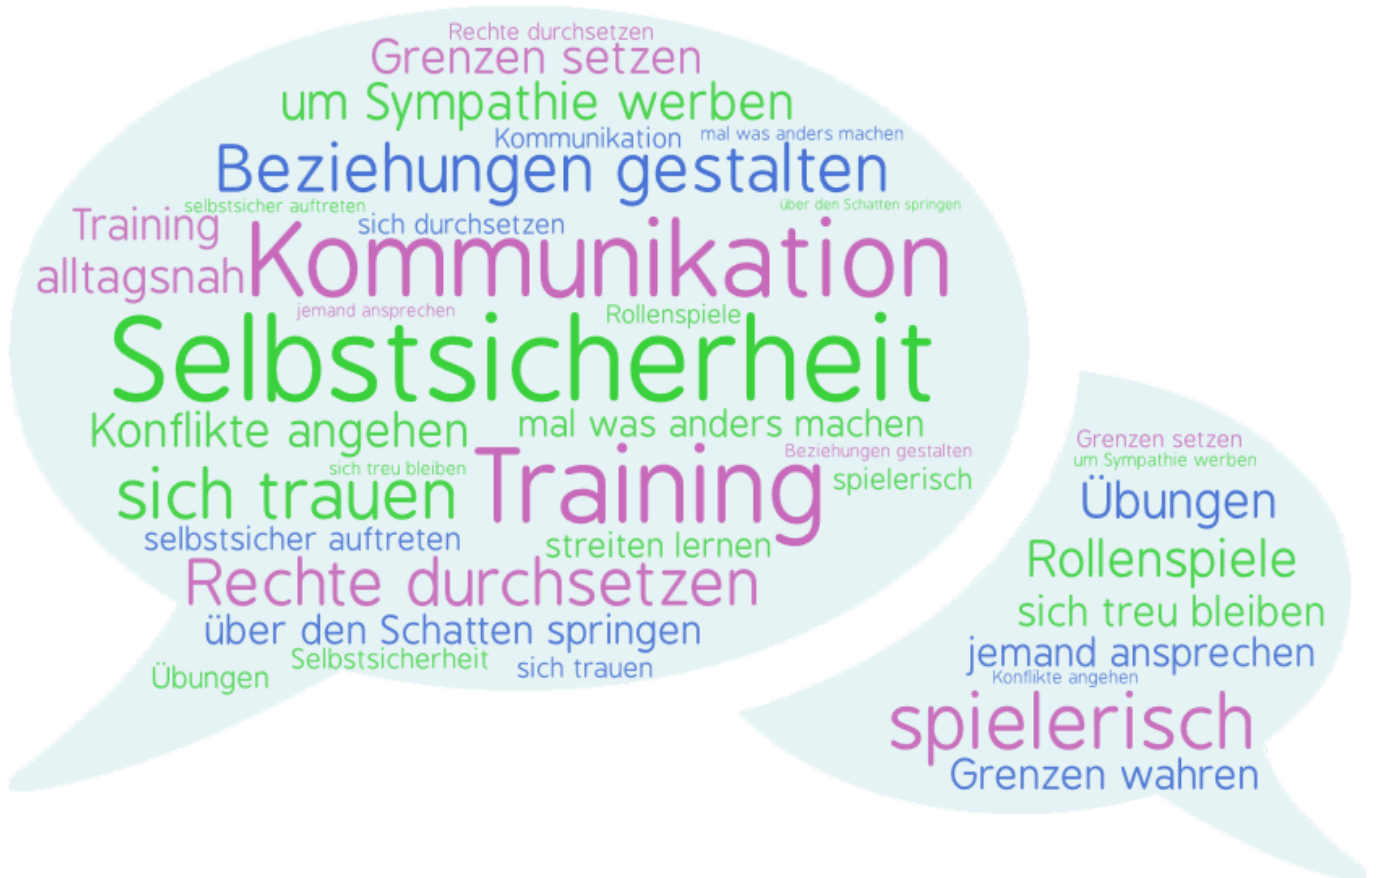 Rechte durchsetzen
Grenzen setzen
um Sympathie werben
Kommunikation
mal was anders machen
Beziehungen gestalten
selbstsicher auftreten
über den Schatten springen
Training
sich durchsetzen
alltagsnah
Kommunikation
jemand ansprechen
Rollenspiele
Selbstsicherheit
Konflikte angehen
mal was anders machen
Beziehungen gestalten
sich treu bleiben
sich trauen
Training
spielerisch
selbstsicher auftreten
streiten lernen
Rechte durchsetzen
über den Schatten springen
Selbstsicherheit
sich trauen
Übungen
Grenzen setzen
um Sympathie werben
Übungen
Rollenspiele
sich treu bleiben
jemand ansprechen
Konflikte angehen
spielerisch
Grenzen wahren